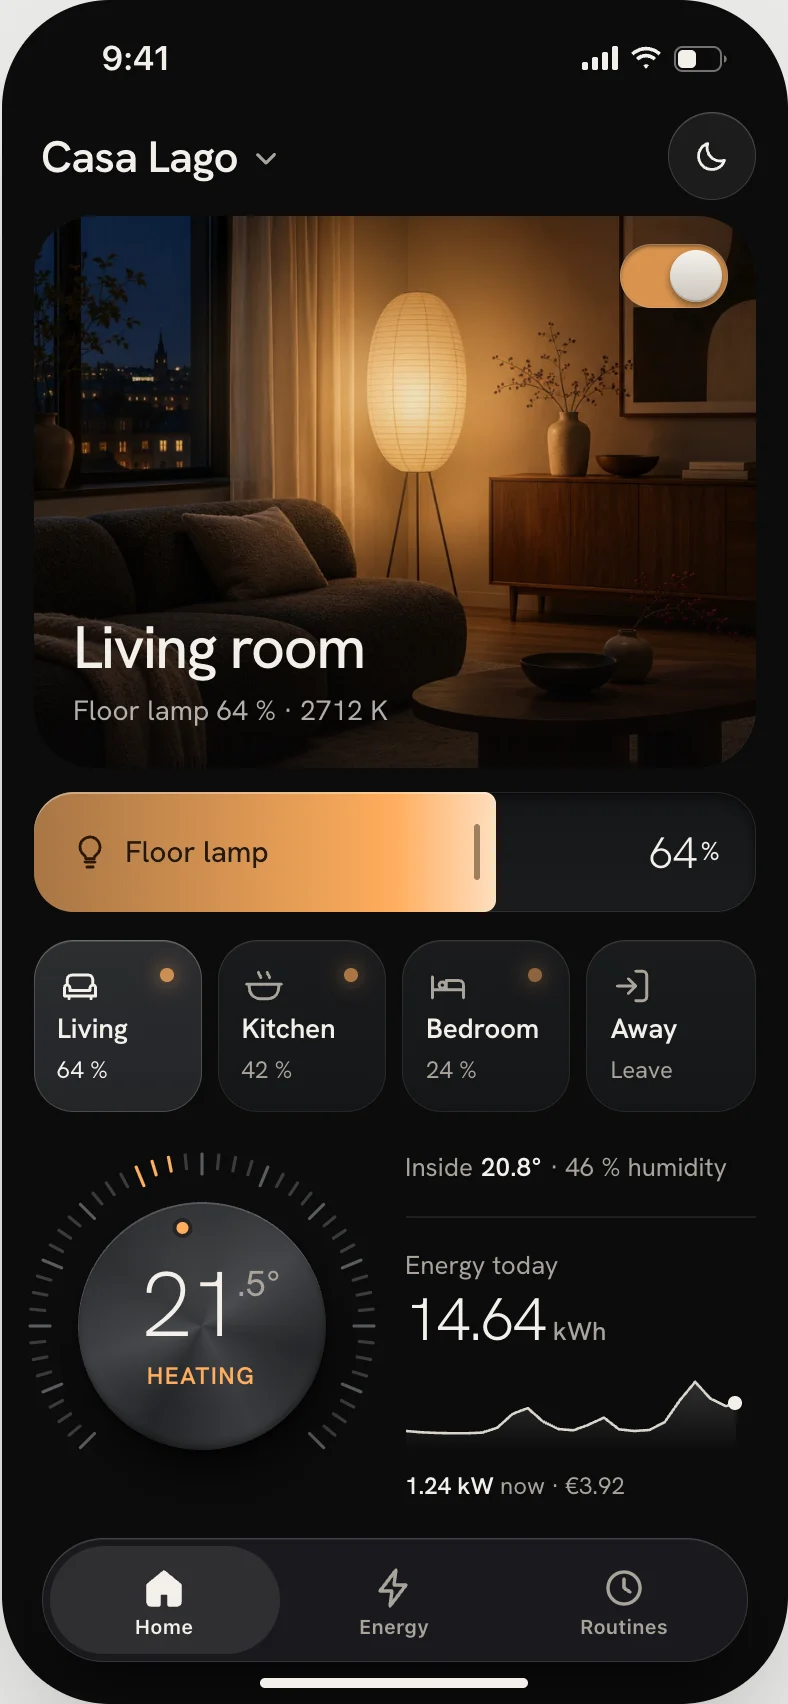 9:41
Casa Lago
Living room
Floor lamp 64 % · 2712 K
Floor lamp
64%
Living
64 %
Kitchen
42 %
Bedroom
24 %
Away
Leave
21.5°
HEATING
Inside 20.8° · 46 % humidity
Energy today
14.64 kWh
1.24 kW now · €3.92
Home
Energy
Routines